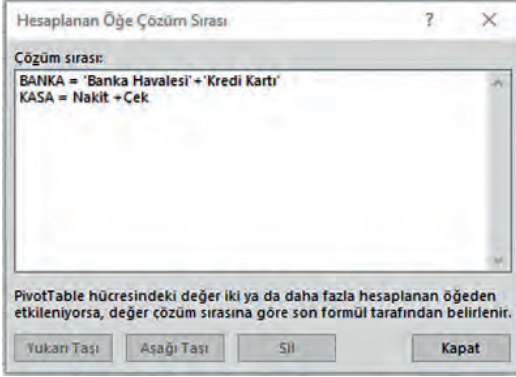 Hesaplanan Öğe Çözüm Sırası ? ×
Çözüm sırası:
BANKA = 'Banka Havalesi'+'Kredi Kartı'
KASA = Nakit +Çek
PivotTable hücresindeki değer iki ya da daha fazla hesaplanan öğeden
etkileniyorsa, değer çözüm sırasına göre son formül tarafından belirlenir.
Yukarı Taşı Aşağı Taşı Sil Kapat